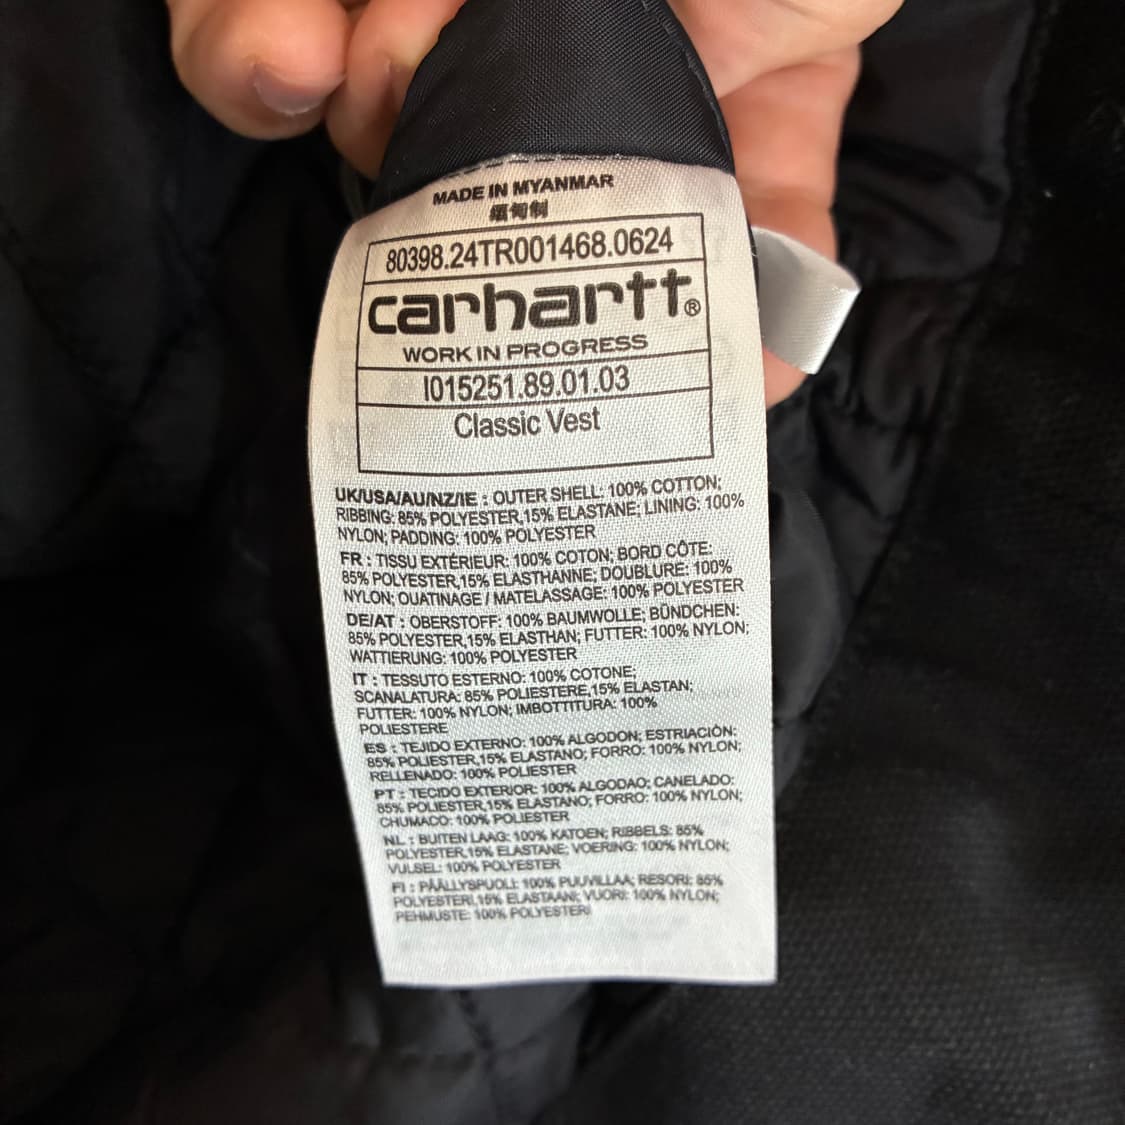 MADE IN MYANMAR
缅甸制
80398.24TR001468.0624
carhartt®
WORK IN PROGRESS
I015251.89.01.03
Classic Vest
UK/USA/AU/NZ/IE : OUTER SHELL: 100% COTTON;
RIBBING: 85% POLYESTER,15% ELASTANE; LINING: 100%
NYLON; PADDING: 100% POLYESTER
FR : TISSU EXTÉRIEUR: 100% COTON; BORD CÔTE:
85% POLYESTER,15% ELASTHANNE; DOUBLURE: 100%
NYLON; OUATINAGE / MATELASSAGE: 100% POLYESTER
DE/AT : OBERSTOFF: 100% BAUMWOLLE; BÜNDCHEN:
85% POLYESTER,15% ELASTHAN; FUTTER: 100% NYLON;
WATTIERUNG: 100% POLYESTER
IT : TESSUTO ESTERNO: 100% COTONE;
SCANALATURA: 85% POLIESTERE,15% ELASTAN;
FUTTER: 100% NYLON; IMBOTTITURA: 100%
POLIESTERE
ES : TEJIDO EXTERNO: 100% ALGODON; ESTRIACIÒN:
85% POLIESTER,15% ELASTANO; FORRO: 100% NYLON;
RELLENADO: 100% POLIESTER
PT : TECIDO EXTERIOR: 100% ALGODAO; CANELADO:
85% POLIESTER,15% ELASTANO; FORRO: 100% NYLON;
CHUMACO: 100% POLIESTER
NL : BUITEN LAAG: 100% KATOEN; RIBBELS: 85%
POLYESTER,15% ELASTANE; VOERING: 100% NYLON;
VULSEL: 100% POLYESTER
FI : PÄÄLLYSPUOLI: 100% PUUVILLAA; RESORI: 85%
POLYESTERI,15% ELASTAANI; VUORI: 100% NYLON;
PEHMUSTE: 100% POLYESTERI